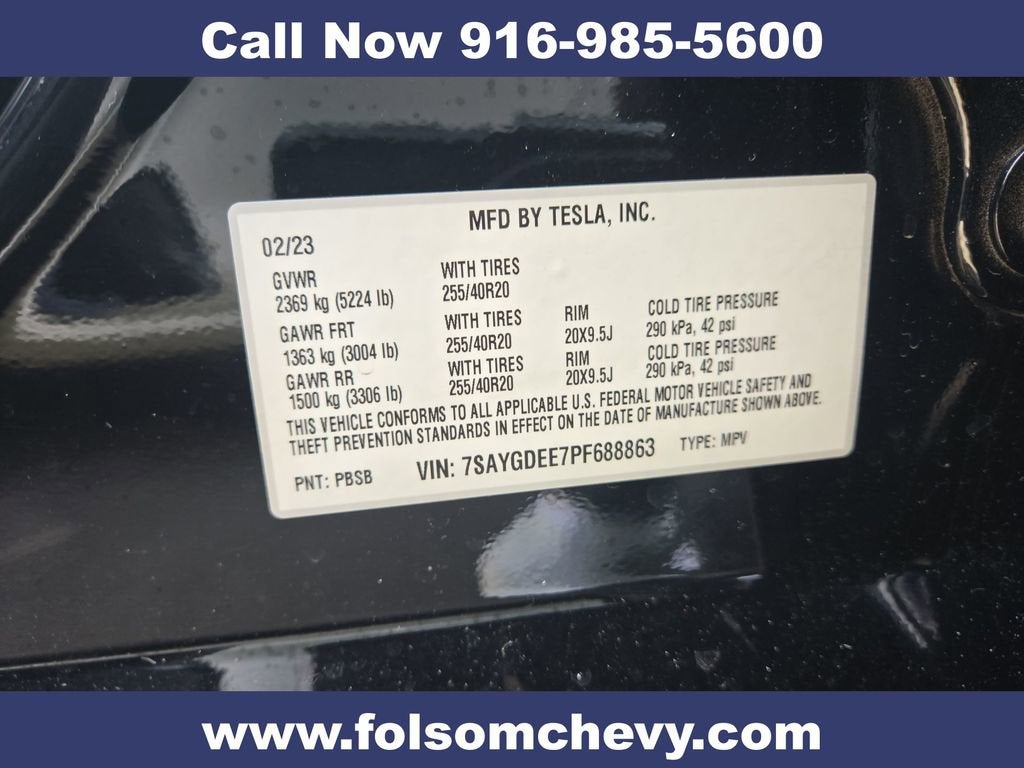 Call Now 916-985-5600
MFD BY TESLA, INC.
02/23
GVWR
2369 kg (5224 lb)
WITH TIRES
255/40R20
GAWR FRT
1363 kg (3004 lb)
WITH TIRES
255/40R20
RIM
20X9.5J
COLD TIRE PRESSURE
290 kPa, 42 psi
GAWR RR
1500 kg (3306 lb)
WITH TIRES
255/40R20
RIM
20X9.5J
COLD TIRE PRESSURE
290 kPa, 42 psi
THIS VEHICLE CONFORMS TO ALL APPLICABLE U.S. FEDERAL MOTOR VEHICLE SAFETY AND
THEFT PREVENTION STANDARDS IN EFFECT ON THE DATE OF MANUFACTURE SHOWN ABOVE.
PNT: PBSB VIN: 7SAYGDEE7PF688863 TYPE: MPV
www.folsomchevy.com